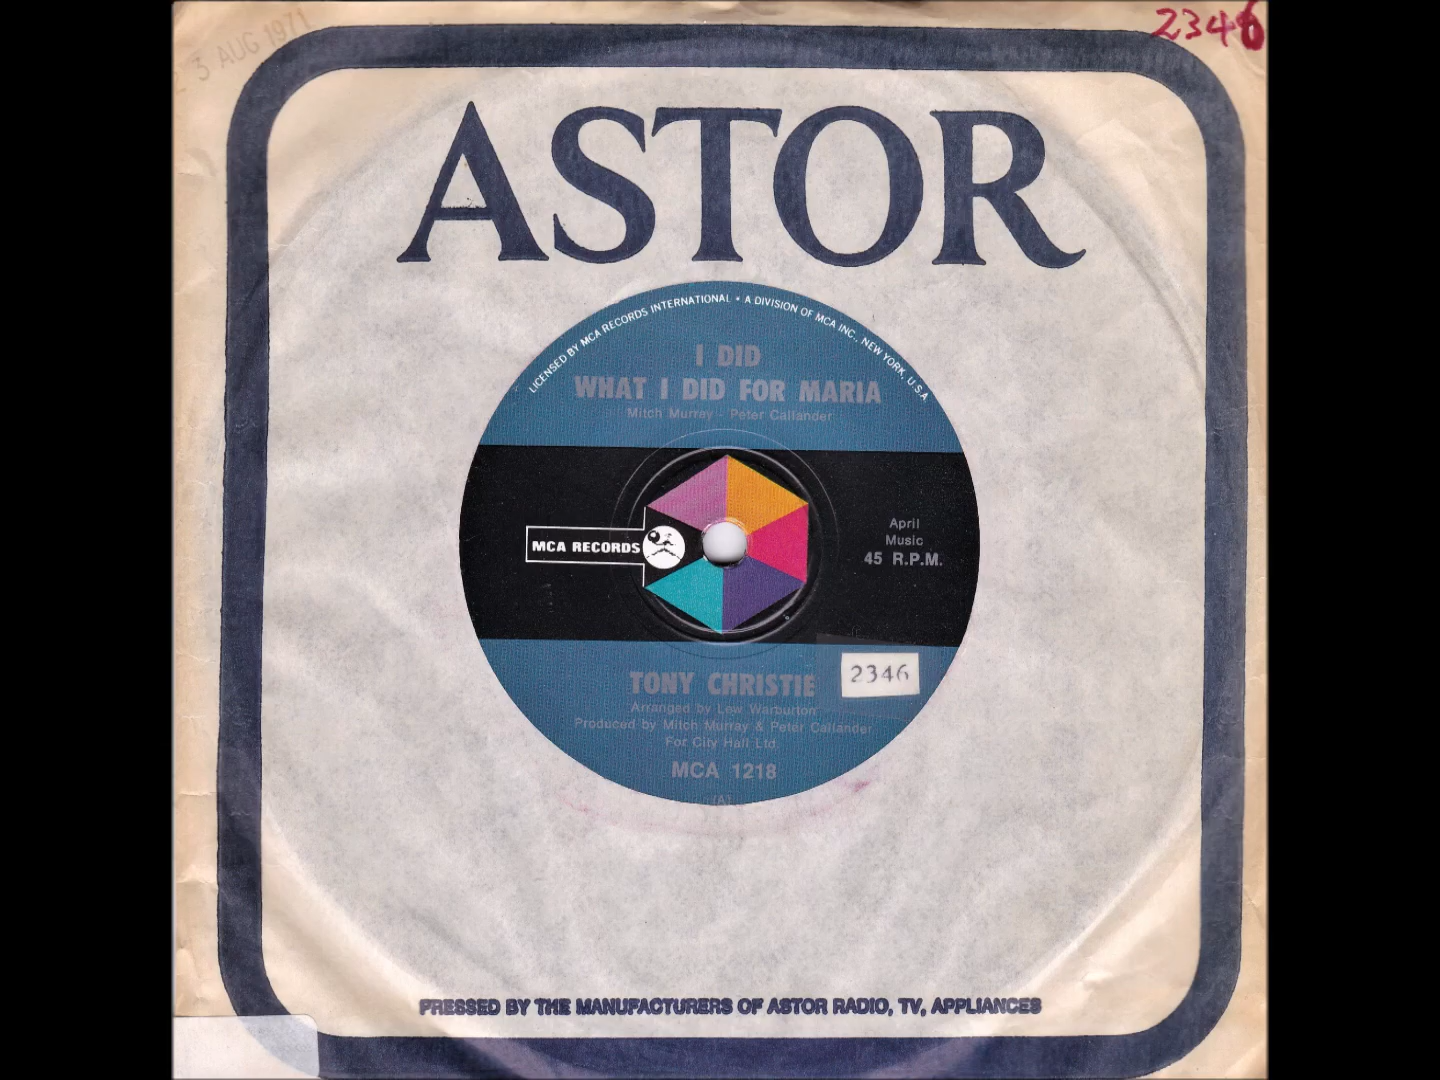 3 AUG 1971
2346
ASTOR
LICENSED BY MCA RECORDS INTERNATIONAL • A DIVISION OF MCA INC., NEW YORK, U.S.A
I DID
WHAT I DID FOR MARIA
Mitch Murray - Peter Callander
MCA RECORDS
April
Music
45 R.P.M.
2346
TONY CHRISTIE
Arranged by Lew Warburton
Produced by Mitch Murray & Peter Callander
For City Hall Ltd.
MCA 1218
(A)
PRESSED BY THE MANUFACTURERS OF ASTOR RADIO, TV, APPLIANCES